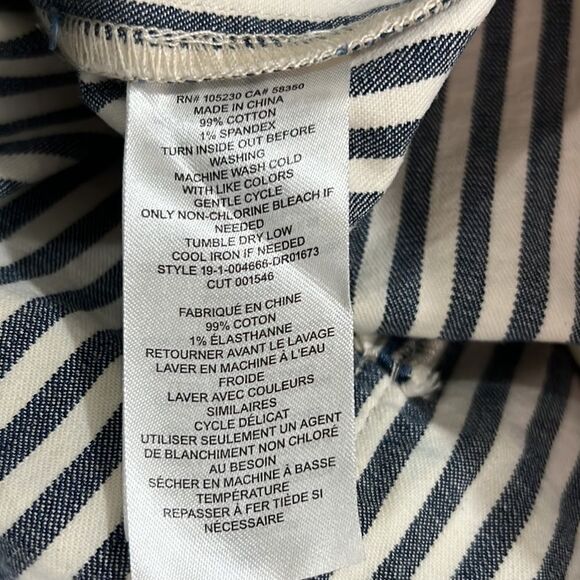 RN# 105230 CA# 58350
MADE IN CHINA
99% COTTON
1% SPANDEX
TURN INSIDE OUT BEFORE
WASHING
MACHINE WASH COLD
WITH LIKE COLORS
GENTLE CYCLE
ONLY NON-CHLORINE BLEACH IF
NEEDED
TUMBLE DRY LOW
COOL IRON IF NEEDED
STYLE 19-1-004666-DR01673
CUT 001546
FABRIQUÉ EN CHINE
99% COTON
1% ÉLASTHANNE
RETOURNER AVANT LE LAVAGE
LAVER EN MACHINE À L'EAU
FROIDE
LAVER AVEC COULEURS
SIMILAIRES
CYCLE DÉLICAT
UTILISER SEULEMENT UN AGENT
DE BLANCHIMENT NON CHLORÉ
AU BESOIN
SÉCHER EN MACHINE À BASSE
TEMPÉRATURE
REPASSER À FER TIÈDE SI
NÉCESSAIRE